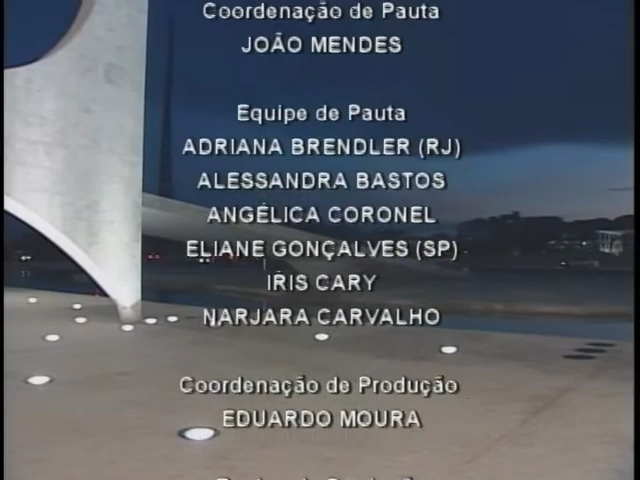 Coordenação de Pauta
JOÃO MENDES
Equipe de Pauta
ADRIANA BRENDLER (RJ)
ALESSANDRA BASTOS
ANGÉLICA CORONEL
ELIANE GONÇALVES (SP)
IRIS CARY
NARJARA CARVALHO
Coordenação de Produção
EDUARDO MOURA